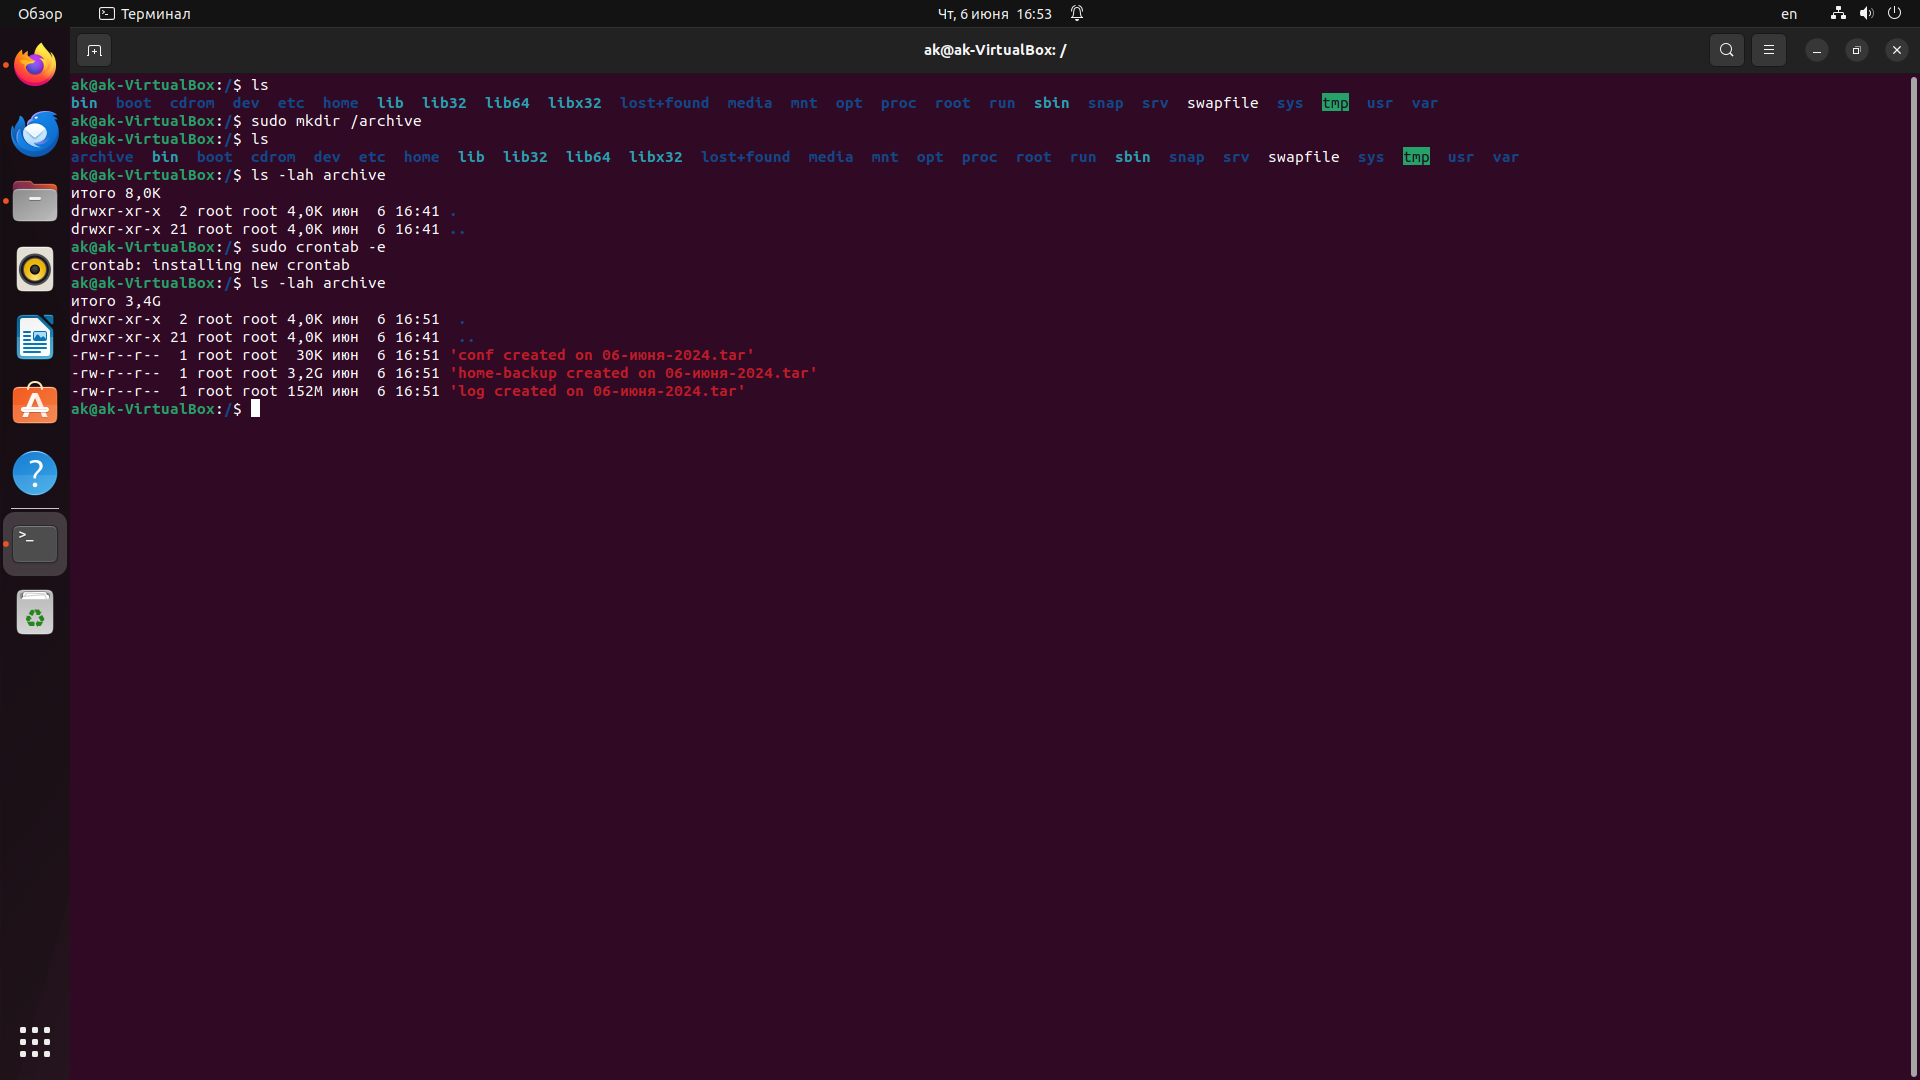 Обзор Терминал Чт, 6 июня 16:53 en
ak@ak-VirtualBox: /
ak@ak-VirtualBox:/$ ls
bin boot cdrom dev etc home lib lib32 lib64 libx32 lost+found media mnt opt proc root run sbin snap srv swapfile sys tmp usr var
ak@ak-VirtualBox:/$ sudo mkdir /archive
ak@ak-VirtualBox:/$ ls
archive bin boot cdrom dev etc home lib lib32 lib64 libx32 lost+found media mnt opt proc root run sbin snap srv swapfile sys tmp usr var
ak@ak-VirtualBox:/$ ls -lah archive
итого 8,0K
drwxr-xr-x  2 root root 4,0K июн  6 16:41 .
drwxr-xr-x 21 root root 4,0K июн  6 16:41 ..
ak@ak-VirtualBox:/$ sudo crontab -e
crontab: installing new crontab
ak@ak-VirtualBox:/$ ls -lah archive
итого 3,4G
drwxr-xr-x  2 root root 4,0K июн  6 16:51  .
drwxr-xr-x 21 root root 4,0K июн  6 16:41  ..
-rw-r--r--  1 root root  30K июн  6 16:51 'conf created on 06-июня-2024.tar'
-rw-r--r--  1 root root 3,2G июн  6 16:51 'home-backup created on 06-июня-2024.tar'
-rw-r--r--  1 root root 152M июн  6 16:51 'log created on 06-июня-2024.tar'
ak@ak-VirtualBox:/$